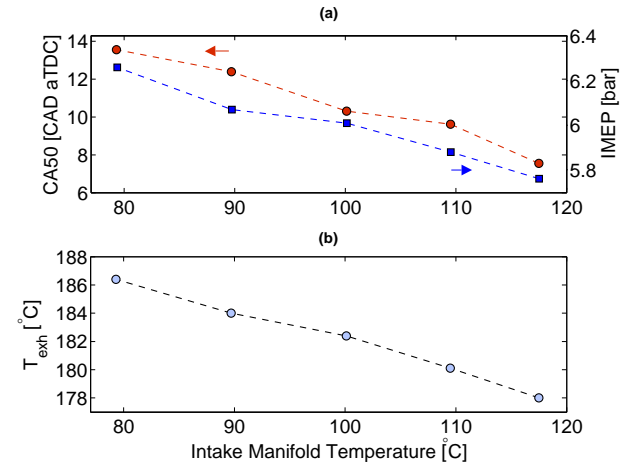 (a)
14
12
10
8
6
CA50 [CAD aTDC]
6.4
6.2
6
5.8
IMEP [bar]
80 90 100 110 120
(b)
188
186
184
182
180
178
T_exh [°C]
80 90 100 110 120
Intake Manifold Temperature [°C]